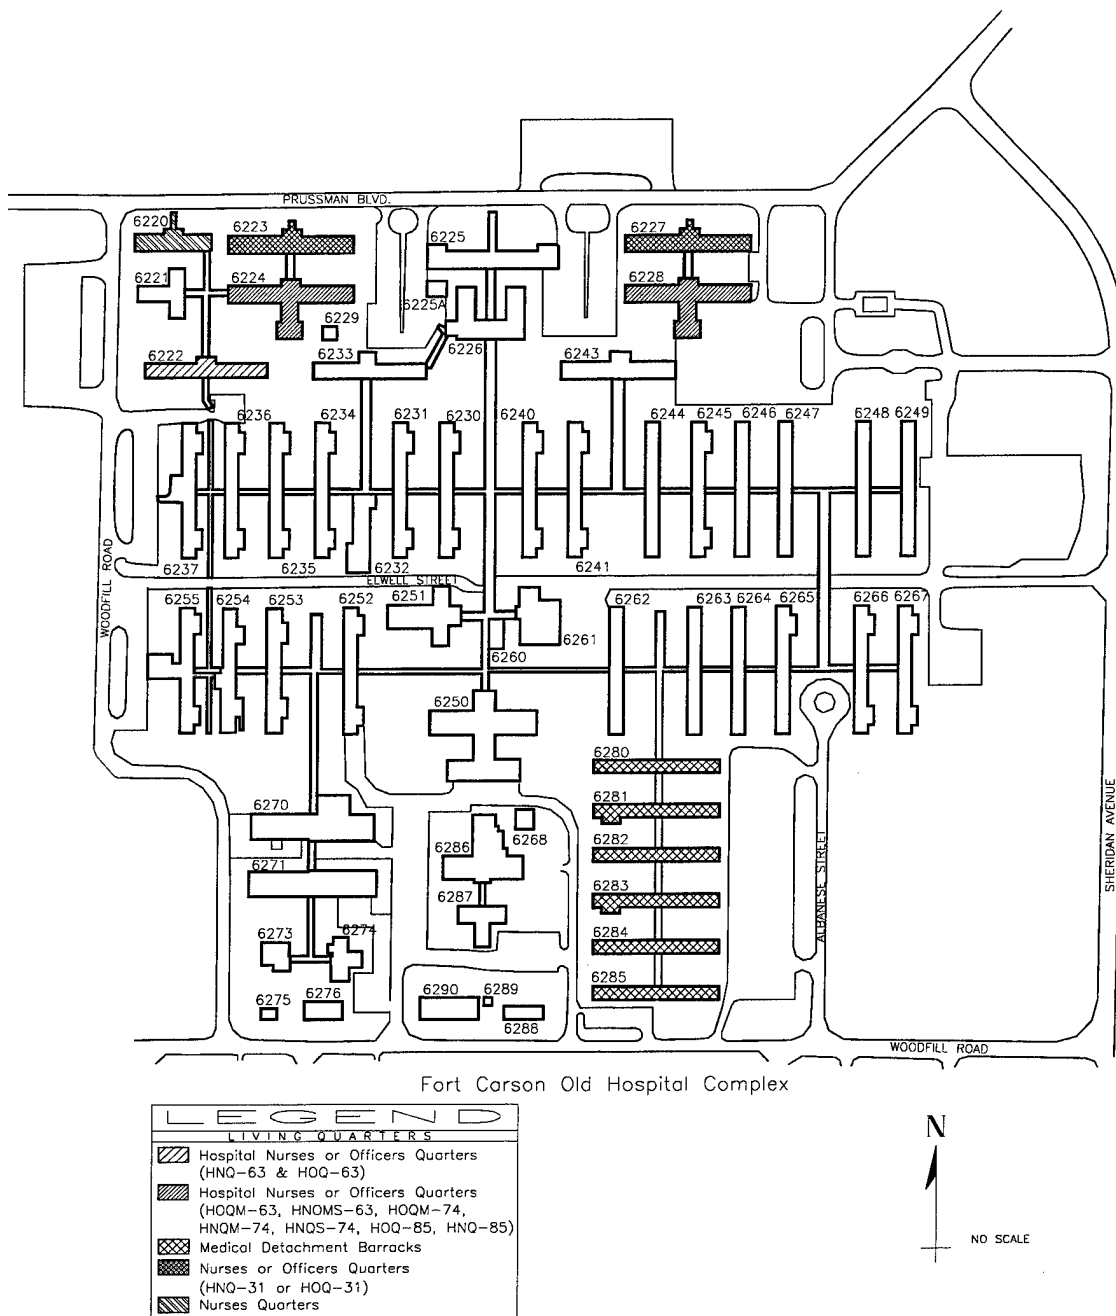 PRUSSMAN BLVD.
6220
6223
6225
6227
6221
6224
6228
6225A
6229
6226
6222
6233
6243
6236
6234
6231
6230
6240
6244
6245
6246
6247
6248
6249
WOODFILL ROAD
6237
6235
6232
6241
ELWELL STREET
6255
6254
6253
6252
6251
6262
6263
6264
6265
6266
6267
6261
6260
6250
6280
6270
6281
6268
6286
6282
6271
6287
6283
ALBANESE STREET
SHERIDAN AVENUE
6273
6274
6284
6275
6276
6290
6289
6285
6288
WOODFILL ROAD
Fort Carson Old Hospital Complex
LEGEND
LIVING QUARTERS
Hospital Nurses or Officers Quarters
(HNQ-63 & HOQ-63)
Hospital Nurses or Officers Quarters
(HOQM-63, HNOMS-63, HOQM-74,
HNQM-74, HNQS-74, HOQ-85, HNQ-85)
Medical Detachment Barracks
Nurses or Officers Quarters
(HNQ-31 or HOQ-31)
Nurses Quarters
N
NO SCALE